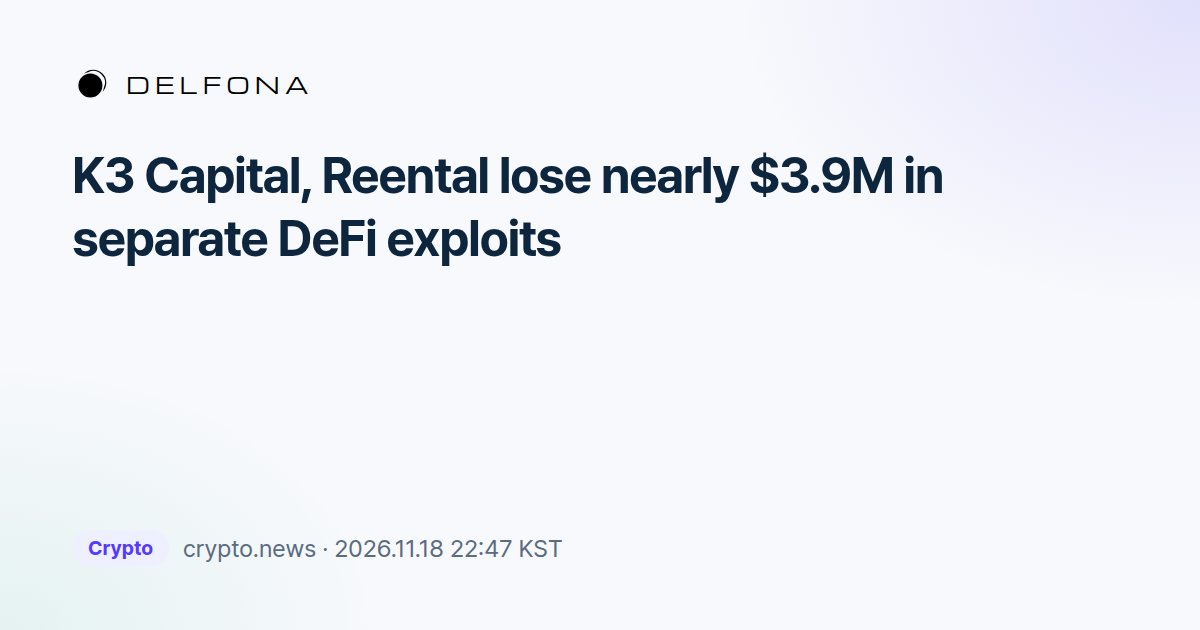 DELFONA
K3 Capital, Reental lose nearly $3.9M in
separate DeFi exploits
Crypto crypto.news · 2026.11.18 22:47 KST